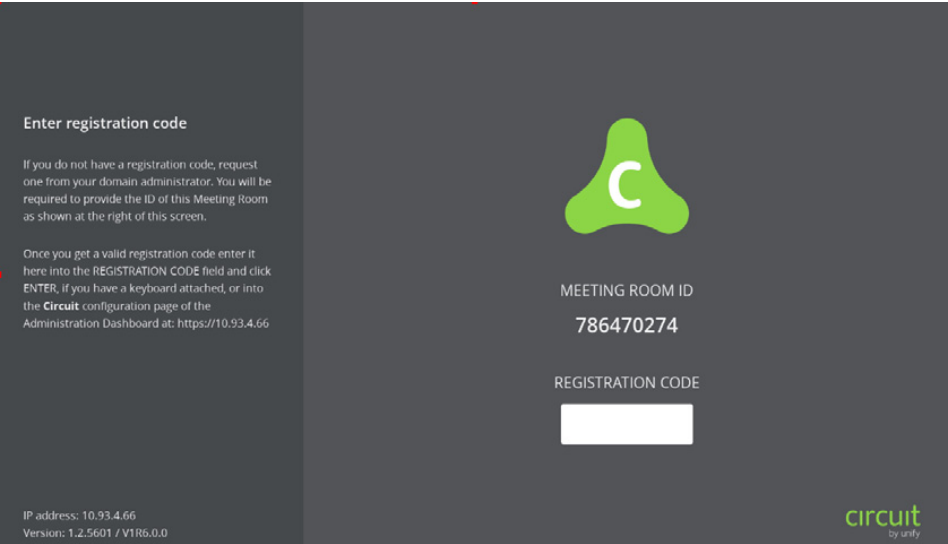 Enter registration code
If you do not have a registration code, request
one from your domain administrator. You will be
required to provide the ID of this Meeting Room
as shown at the right of this screen.
Once you get a valid registration code enter it
here into the REGISTRATION CODE field and click
ENTER, if you have a keyboard attached, or into
the Circuit configuration page of the
Administration Dashboard at: https://10.93.4.66
IP address: 10.93.4.66
Version: 1.2.5601 / V1R6.0.0
C
MEETING ROOM ID
786470274
REGISTRATION CODE
circuit
by unify